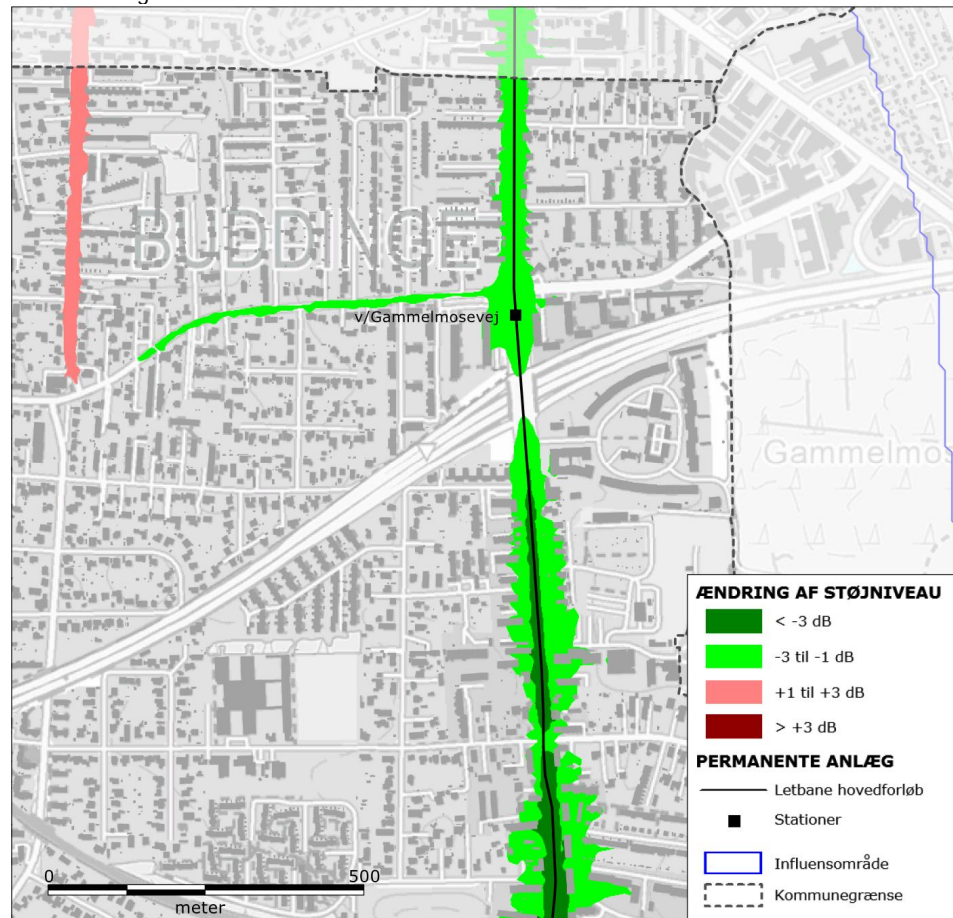 BUDDINGE
v/Gammelmosevej
Gammelmos
ÆNDRING AF STØJNIVEAU
< -3 dB
-3 til -1 dB
+1 til +3 dB
> +3 dB
PERMANENTE ANLÆG
Letbane hovedforløb
Stationer
Influensområde
Kommunegrænse
0 500
meter